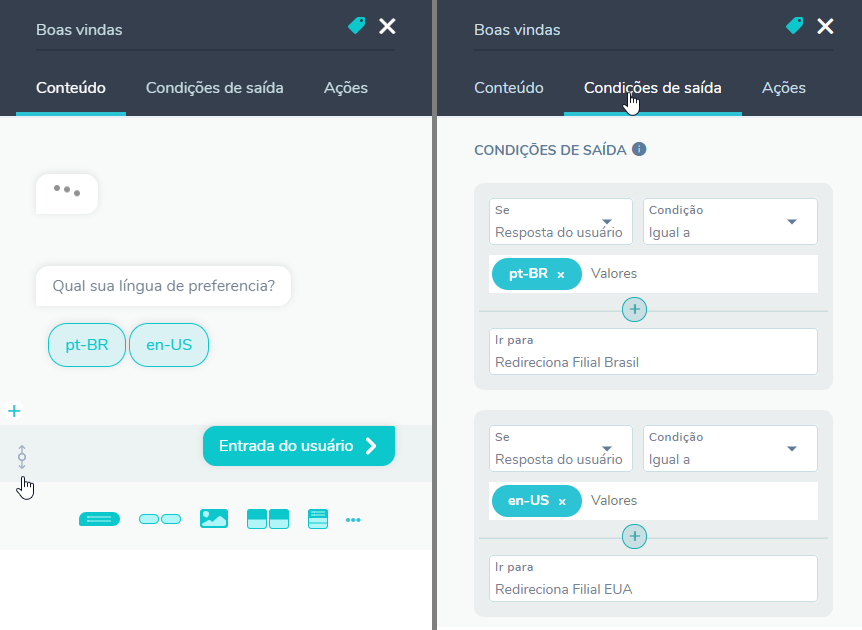 Boas vindas
Conteúdo Condições de saída Ações
Qual sua língua de preferencia?
pt-BR en-US
Entrada do usuário
Boas vindas
Conteúdo Condições de saída Ações
CONDIÇÕES DE SAÍDA
Se Condição
Resposta do usuário Igual a
pt-BR × Valores
Ir para
Redireciona Filial Brasil
Se Condição
Resposta do usuário Igual a
en-US × Valores
Ir para
Redireciona Filial EUA